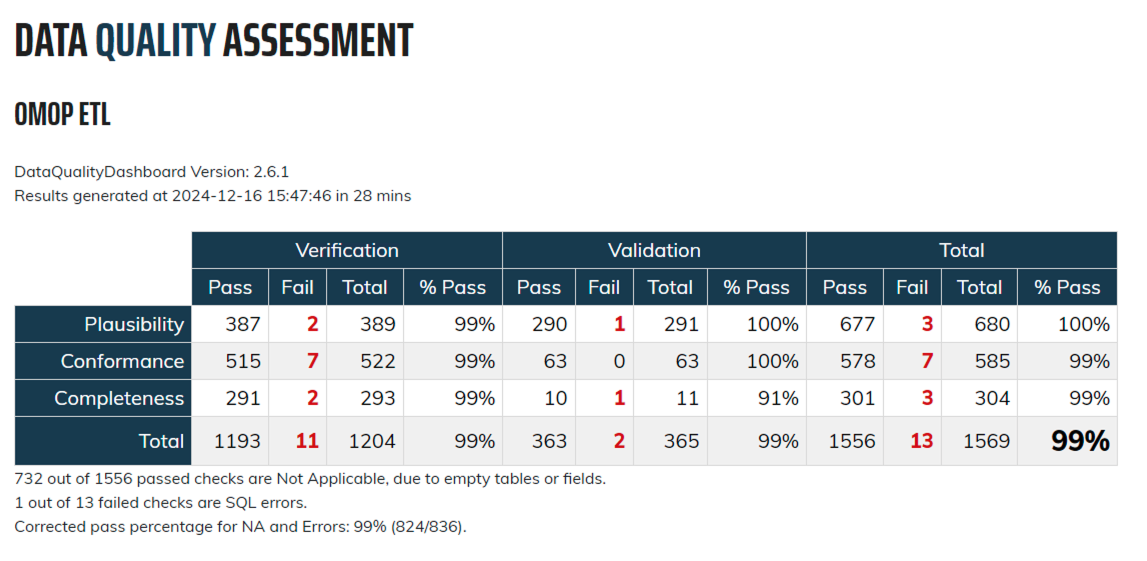 DATA QUALITY ASSESSMENT
OMOP ETL
DataQualityDashboard Version: 2.6.1
Results generated at 2024-12-16 15:47:46 in 28 mins
Verification Validation Total
Pass Fail Total % Pass Pass Fail Total % Pass Pass Fail Total % Pass
Plausibility 387 2 389 99% 290 1 291 100% 677 3 680 100%
Conformance 515 7 522 99% 63 0 63 100% 578 7 585 99%
Completeness 291 2 293 99% 10 1 11 91% 301 3 304 99%
Total 1193 11 1204 99% 363 2 365 99% 1556 13 1569 99%
732 out of 1556 passed checks are Not Applicable, due to empty tables or fields.
1 out of 13 failed checks are SQL errors.
Corrected pass percentage for NA and Errors: 99% (824/836).